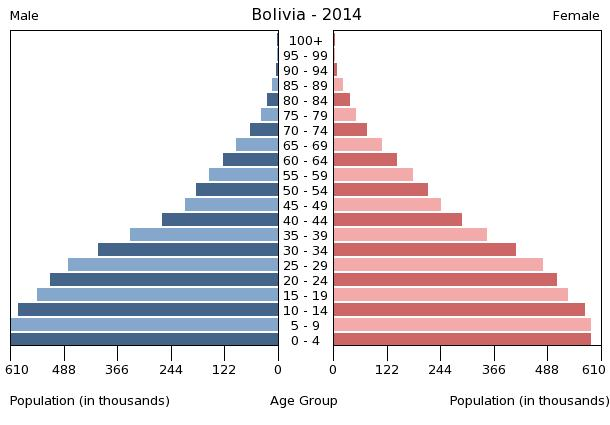 Bolivia - 2014
Male
Female
100+
95 - 99
90 - 94
85 - 89
80 - 84
75 - 79
70 - 74
65 - 69
60 - 64
55 - 59
50 - 54
45 - 49
40 - 44
35 - 39
30 - 34
25 - 29
20 - 24
15 - 19
10 - 14
5 - 9
0 - 4
610 488 366 244 122 0 0 122 244 366 488 610
Population (in thousands) Age Group Population (in thousands)